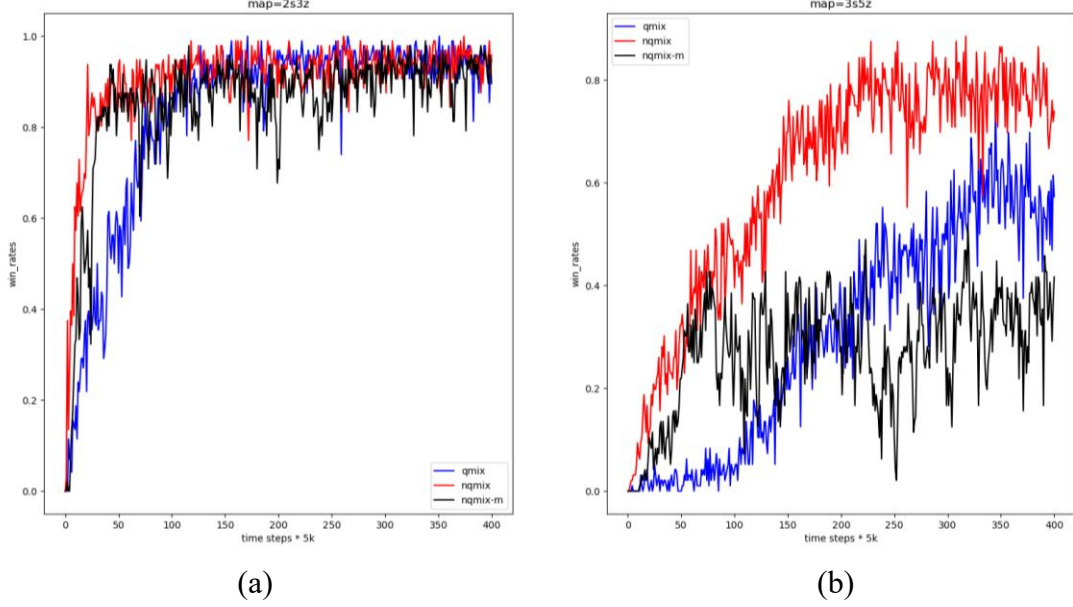 map=2s3z
1.0
0.8
0.6
0.4
0.2
0.0
win_rates
qmix
nqmix
nqmix-m
0 50 100 150 200 250 300 350 400
time steps * 5k
(a)
map=3s5z
qmix
nqmix
nqmix-m
0.8
0.6
0.4
0.2
0.0
win_rates
0 50 100 150 200 250 300 350 400
time steps * 5k
(b)